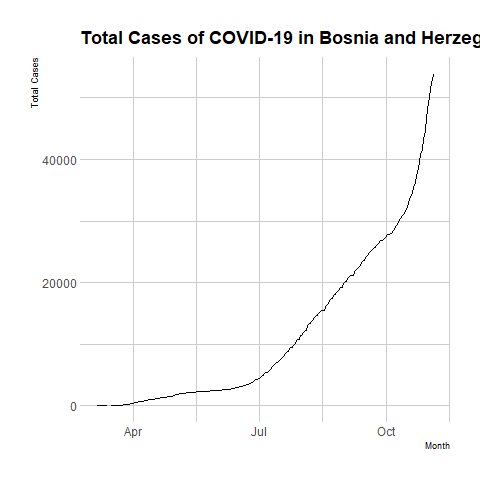 Total Cases of COVID-19 in Bosnia and Herzeg
Total Cases
40000
20000
0
Apr Jul Oct
Month